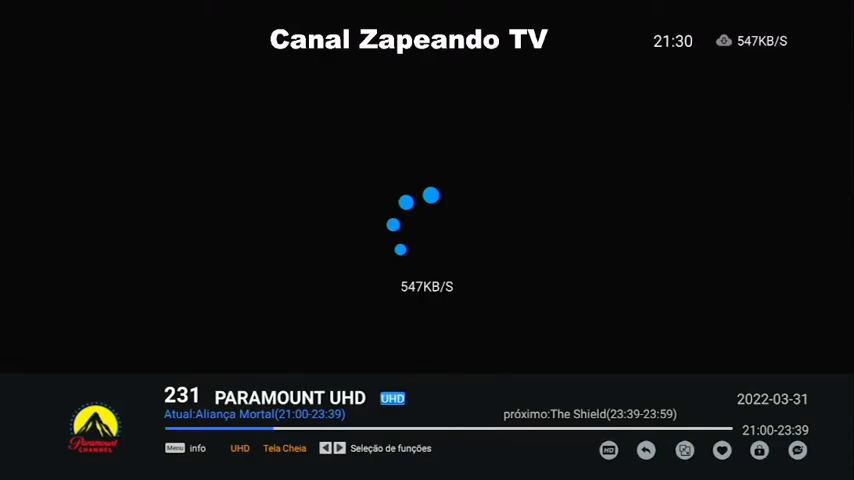 Canal Zapeando TV
21:30
547KB/S
547KB/S
231 PARAMOUNT UHD UHD
2022-03-31
Atual:Aliança Mortal(21:00-23:39)
próximo:The Shield(23:39-23:59)
21:00-23:39
Menu info UHD Tela Cheia Seleção de funções
HD
Paramount
CHANNEL